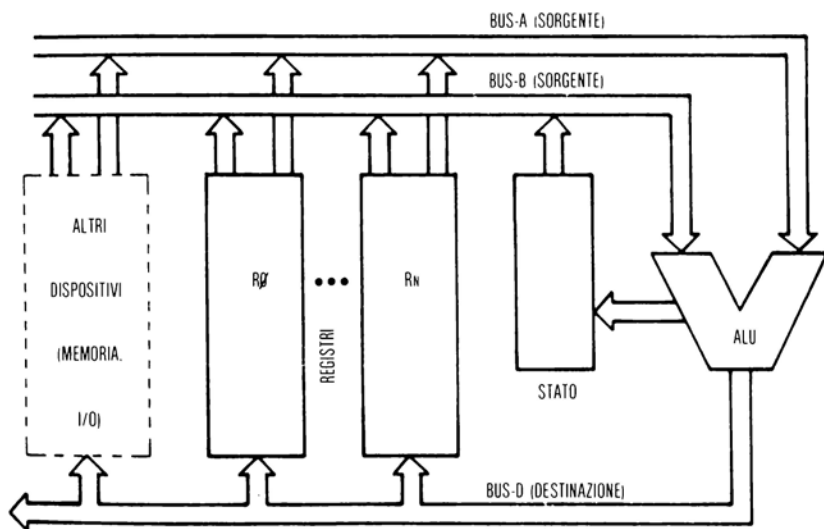 BUS-A (SORGENTE)
BUS-B (SORGENTE)
ALTRI
DISPOSITIVI
(MEMORIA.
I/O)
RØ
•••
RN
REGISTRI
STATO
ALU
BUS-D (DESTINAZIONE)